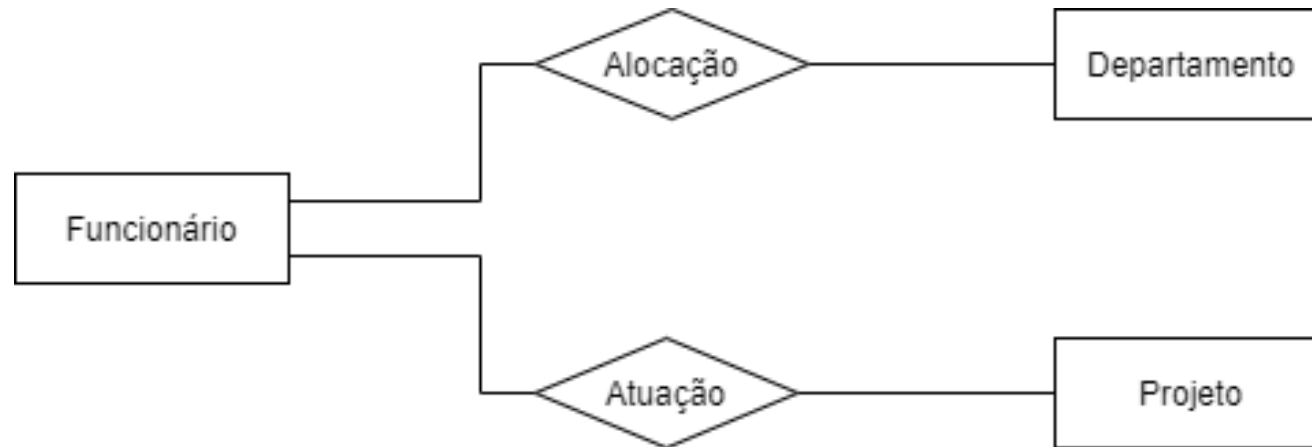 Alocação
Departamento
Funcionário
Atuação
Projeto